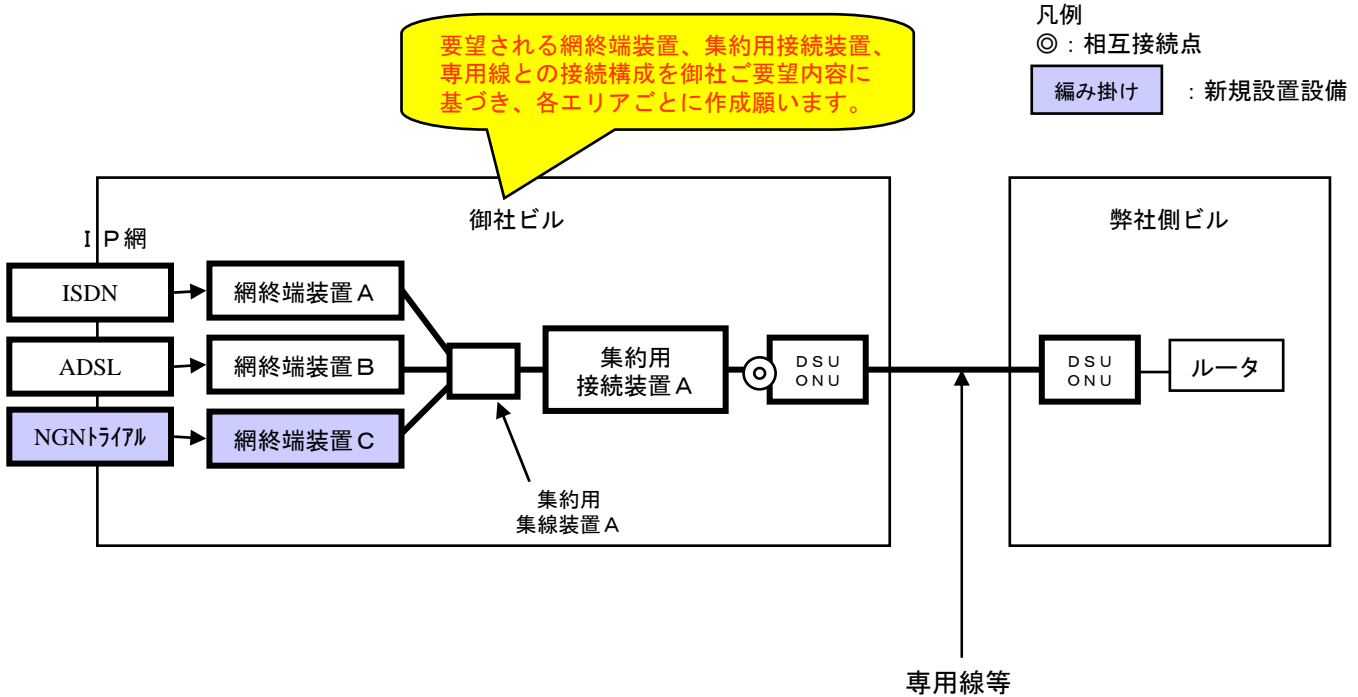 凡例
◎:相互接続点
編み掛け :新規設置設備
要望される網終端装置、集約用接続装置、
専用線との接続構成を御社ご要望内容に
基づき、各エリアごとに作成願います。
御社ビル
弊社側ビル
IP網
ISDN
網終端装置A
ADSL
網終端装置B
NGNトライアル
網終端装置C
集約用
接続装置A
DSU
ONU
DSU
ONU
ルータ
集約用
集線装置A
専用線等